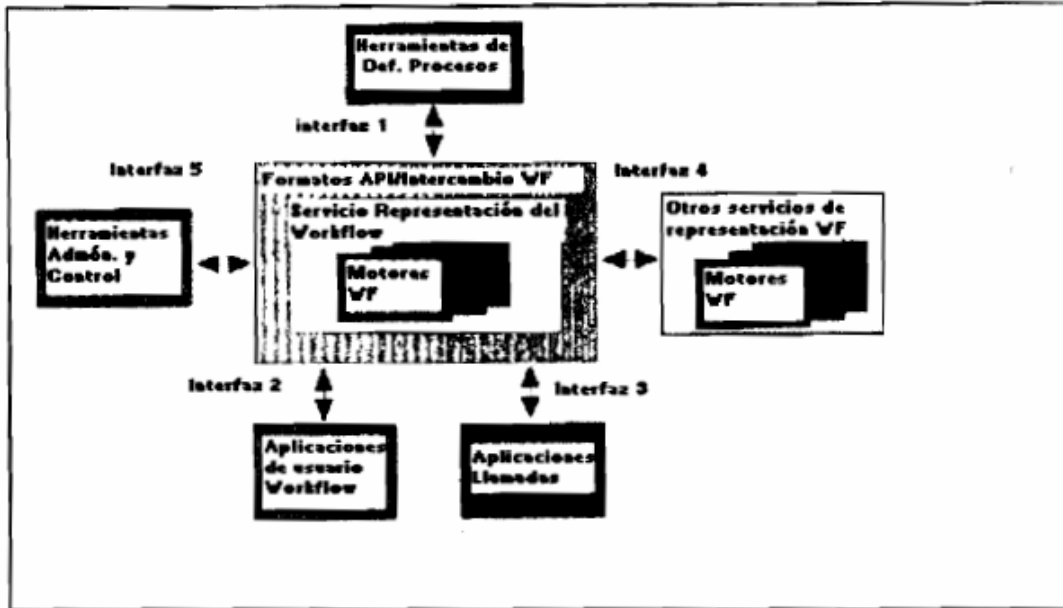 Herramientas de
Def. Procesos
interfaz 1
Interfaz 5
Formatos API/Intercambio WF
Interfaz 4
Servicio Representación del
Workflow
Otros servicios de
representación WF
Herramientas
Admón. y
Control
Motores
WF
Motores
WF
Interfaz 2
Interfaz 3
Aplicaciones
de usuario
Workflow
Aplicaciones
Llamadas